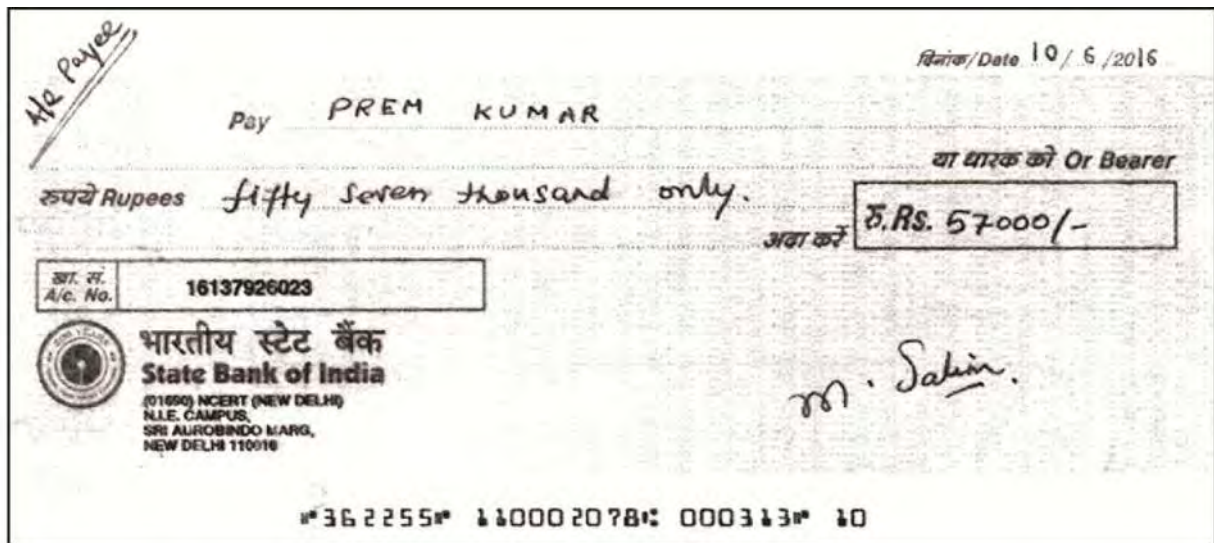 A/c Payee
दिनांक/Date 10/6/2016
Pay PREM KUMAR
या धारक को Or Bearer
रुपये Rupees fifty seven thousand only.
अदा करें रु.Rs. 57000/-
खा. सं.
A/c. No. 16137926023
भारतीय स्टेट बैंक
State Bank of India
(01690) NCERT (NEW DELHI)
N.I.E. CAMPUS,
SRI AUROBINDO MARG,
NEW DELHI 110016
M. Salim.
⑈362255⑈ 110002078⑆ 000313⑈ 10